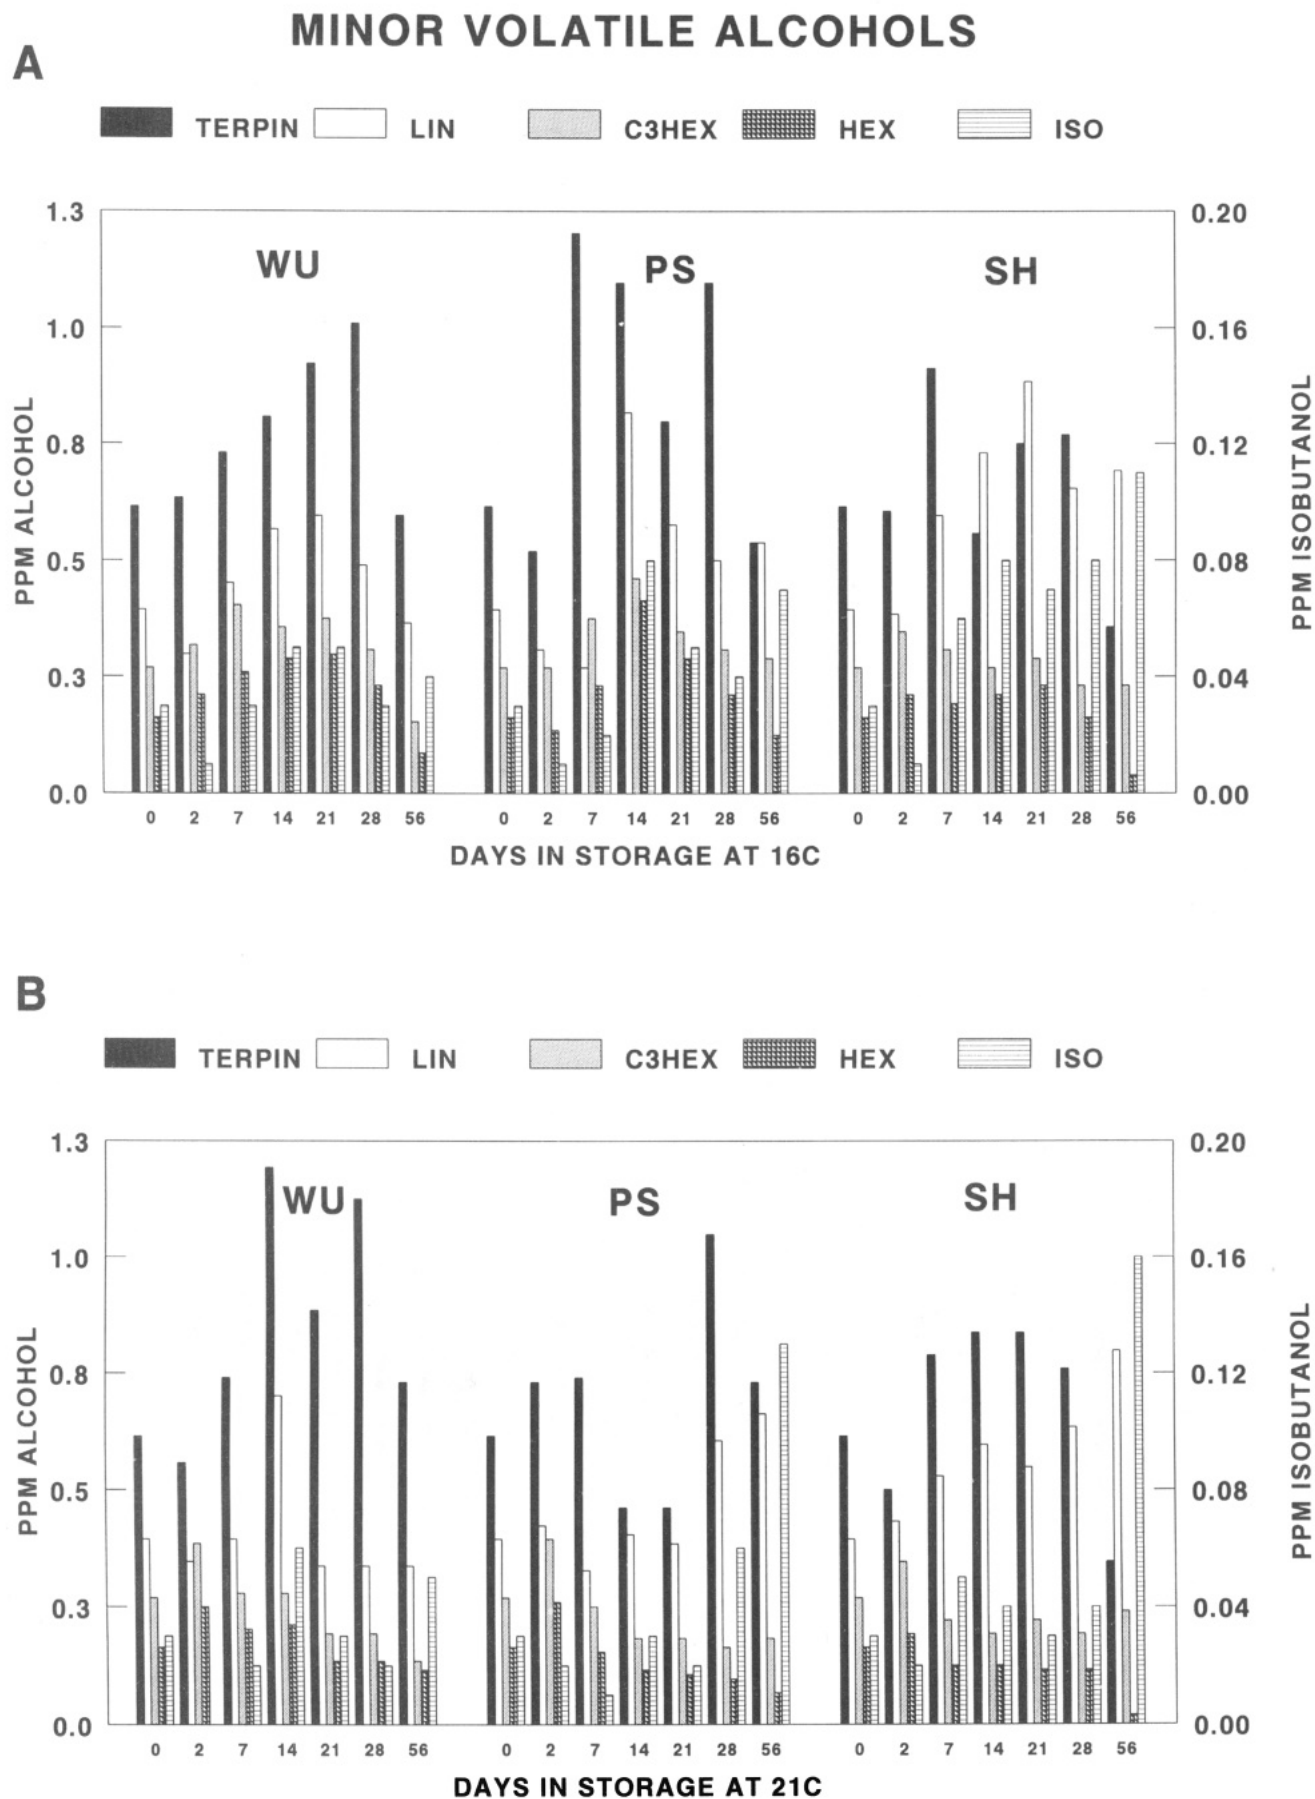 MINOR VOLATILE ALCOHOLS
A
TERPIN LIN C3HEX HEX ISO
1.3 0.20
WU PS SH
1.0 0.16
0.8 0.12
0.5 0.08
0.3 0.04
0.0 0.00
PPM ALCOHOL
PPM ISOBUTANOL
0 2 7 14 21 28 56 0 2 7 14 21 28 56 0 2 7 14 21 28 56
DAYS IN STORAGE AT 16C
B
TERPIN LIN C3HEX HEX ISO
1.3 0.20
WU PS SH
1.0 0.16
0.8 0.12
0.5 0.08
0.3 0.04
0.0 0.00
PPM ALCOHOL
PPM ISOBUTANOL
0 2 7 14 21 28 56 0 2 7 14 21 28 56 0 2 7 14 21 28 56
DAYS IN STORAGE AT 21C